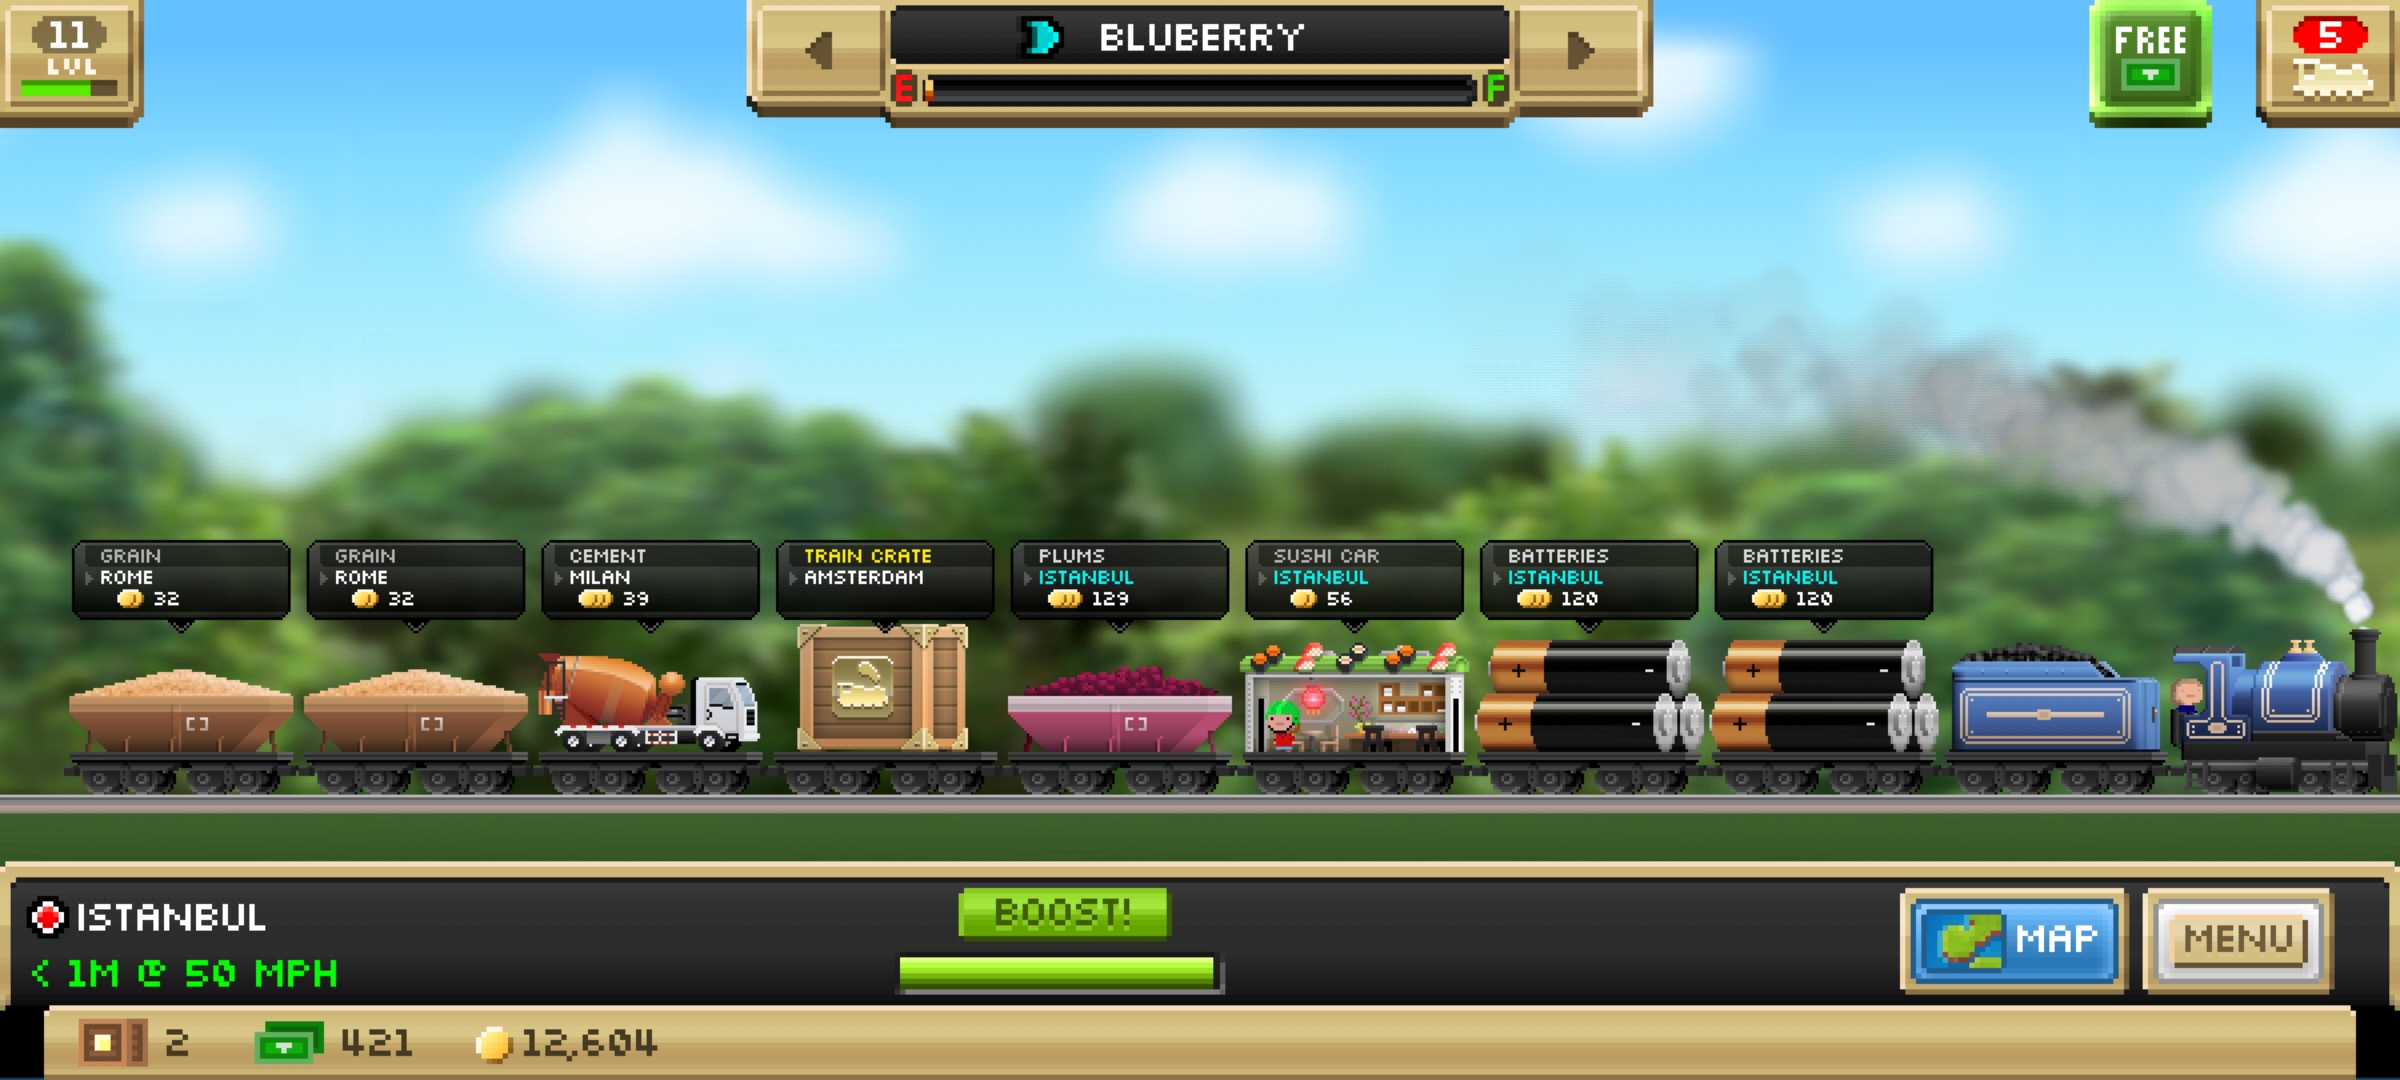 11
LVL
BLUBERRY
E
F
FREE
5
GRAIN
ROME
32
GRAIN
ROME
32
CEMENT
MILAN
39
TRAIN CRATE
AMSTERDAM
PLUMS
ISTANBUL
129
SUSHI CAR
ISTANBUL
56
BATTERIES
ISTANBUL
120
BATTERIES
ISTANBUL
120
+ -
+ -
+ -
+ -
ISTANBUL
< 1M @ 50 MPH
BOOST!
MAP
MENU
2
421
12,604